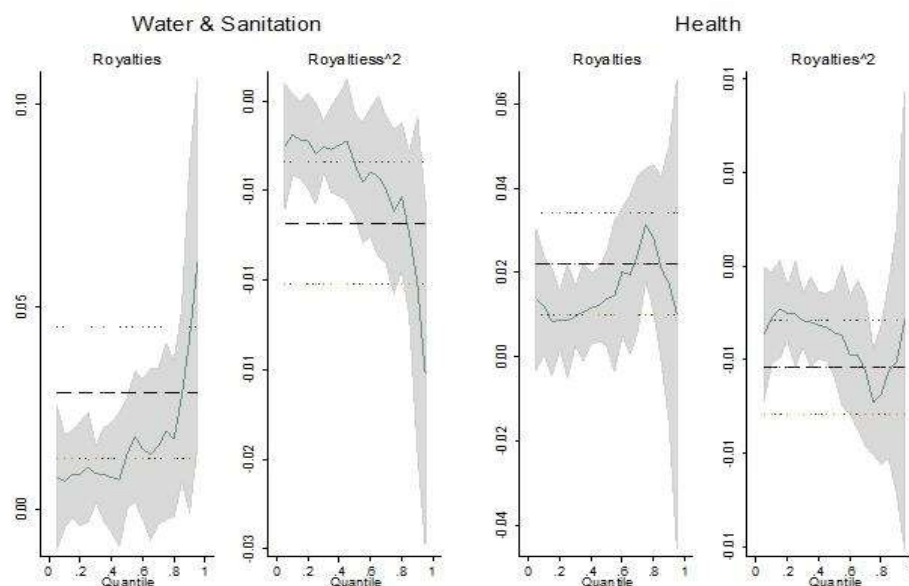 Water & Sanitation
Health
Royalties
Royaltiess^2
Royalties
Royalties^2
0.10
0.05
0.00
0 .2 .4 .6 .8 1
Quantile
0.00
-0.01
-0.01
-0.01
-0.02
-0.03
0 .2 .4 .6 .8 1
Quantile
0.06
0.04
0.02
0.00
-0.02
-0.04
0 .2 .4 .6 .8 1
Quantile
0.01
0.01
0.00
-0.01
-0.01
-0.01
0 .2 .4 .6 .8 1
Quantile